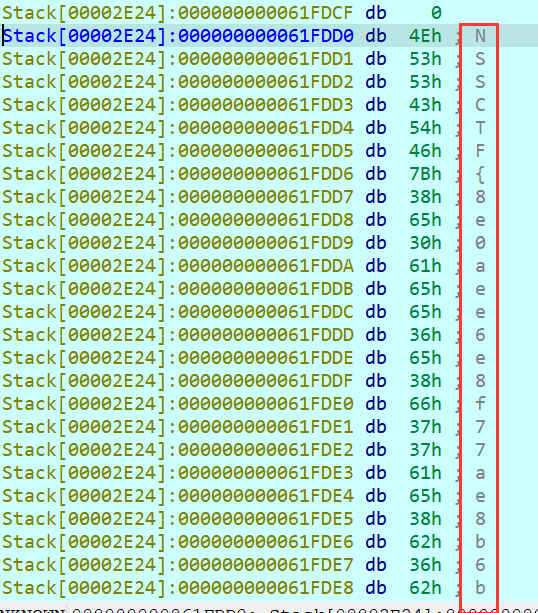 Stack[00002E24]:000000000061FDCF db 0
Stack[00002E24]:000000000061FDD0 db 4Eh ; N
Stack[00002E24]:000000000061FDD1 db 53h ; S
Stack[00002E24]:000000000061FDD2 db 53h ; S
Stack[00002E24]:000000000061FDD3 db 43h ; C
Stack[00002E24]:000000000061FDD4 db 54h ; T
Stack[00002E24]:000000000061FDD5 db 46h ; F
Stack[00002E24]:000000000061FDD6 db 7Bh ; {
Stack[00002E24]:000000000061FDD7 db 38h ; 8
Stack[00002E24]:000000000061FDD8 db 65h ; e
Stack[00002E24]:000000000061FDD9 db 30h ; 0
Stack[00002E24]:000000000061FDDA db 61h ; a
Stack[00002E24]:000000000061FDDB db 65h ; e
Stack[00002E24]:000000000061FDDC db 65h ; e
Stack[00002E24]:000000000061FDDD db 36h ; 6
Stack[00002E24]:000000000061FDDE db 65h ; e
Stack[00002E24]:000000000061FDDF db 38h ; 8
Stack[00002E24]:000000000061FDE0 db 66h ; f
Stack[00002E24]:000000000061FDE1 db 37h ; 7
Stack[00002E24]:000000000061FDE2 db 37h ; 7
Stack[00002E24]:000000000061FDE3 db 61h ; a
Stack[00002E24]:000000000061FDE4 db 65h ; e
Stack[00002E24]:000000000061FDE5 db 38h ; 8
Stack[00002E24]:000000000061FDE6 db 62h ; b
Stack[00002E24]:000000000061FDE7 db 36h ; 6
Stack[00002E24]:000000000061FDE8 db 62h ; b